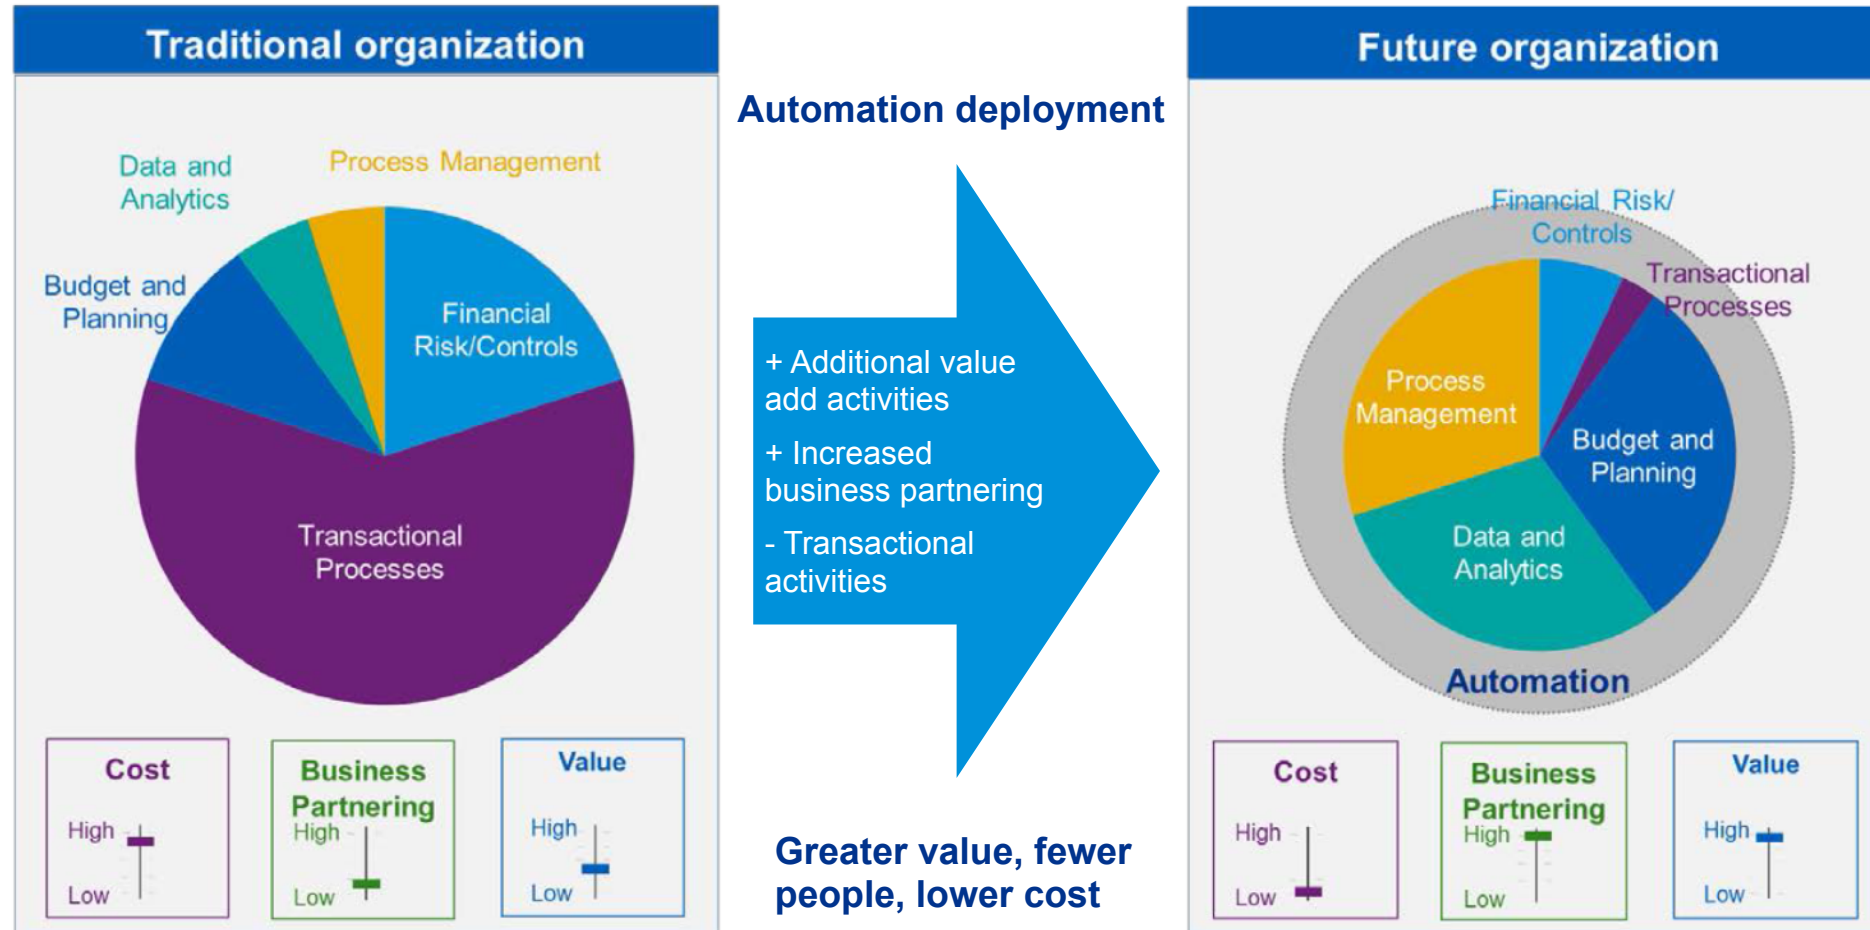 Traditional organization
Data and
Analytics
Process Management
Budget and
Planning
Financial
Risk/Controls
Transactional
Processes
Cost
High
Low
Business
Partnering
High
Low
Value
High
Low
Automation deployment
+ Additional value
add activities
+ Increased
business partnering
- Transactional
activities
Greater value, fewer
people, lower cost
Future organization
Financial Risk/
Controls
Transactional
Processes
Process
Management
Budget and
Planning
Data and
Analytics
Automation
Cost
High
Low
Business
Partnering
High
Low
Value
High
Low